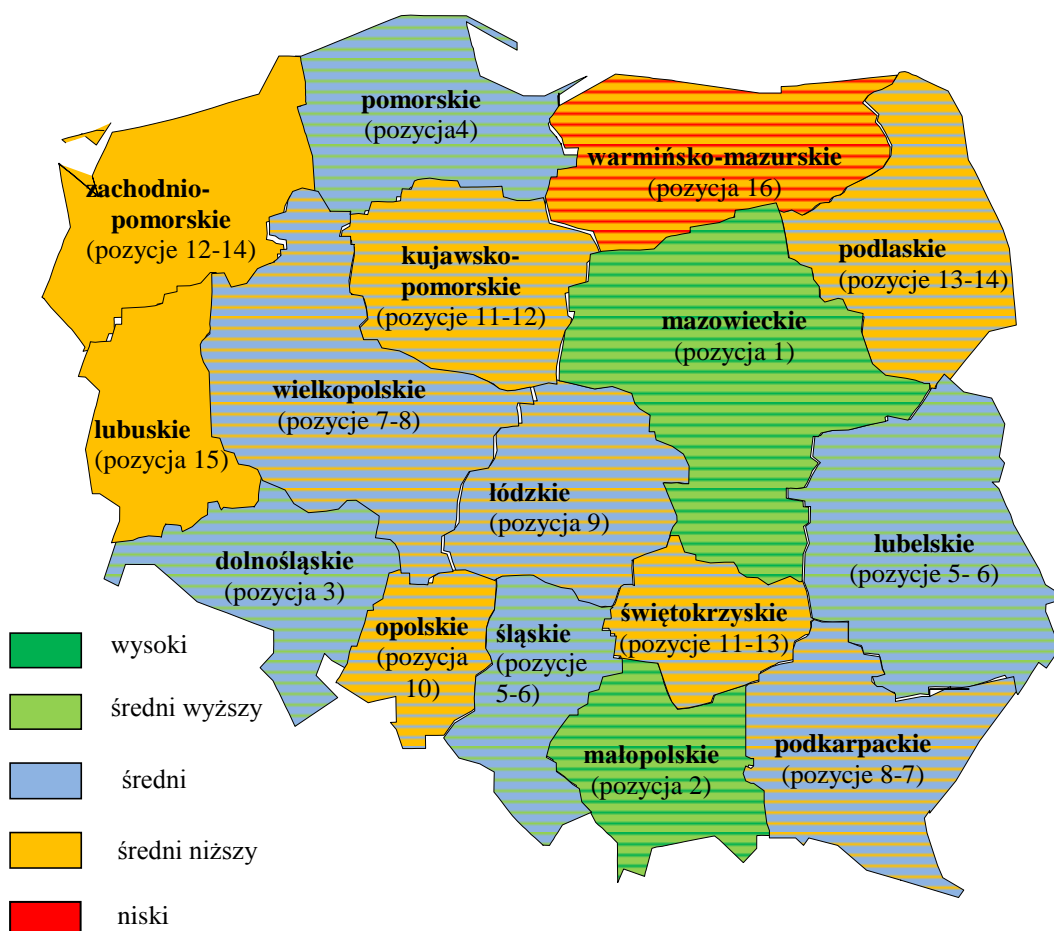 pomorskie
(pozycja4)
warmińsko-mazurskie
(pozycja 16)
zachodnio-
pomorskie
(pozycje 12-14)
kujawsko-
pomorskie
(pozycje 11-12)
podlaskie
(pozycje 13-14)
mazowieckie
(pozycja 1)
wielkopolskie
(pozycje 7-8)
lubuskie
(pozycja 15)
łódzkie
(pozycja 9)
lubelskie
(pozycje 5- 6)
dolnośląskie
(pozycja 3)
opolskie
(pozycja
10)
śląskie
(pozycje
5-6)
świętokrzyskie
(pozycje 11-13)
małopolskie
(pozycja 2)
podkarpackie
(pozycje 8-7)
wysoki
średni wyższy
średni
średni niższy
niski